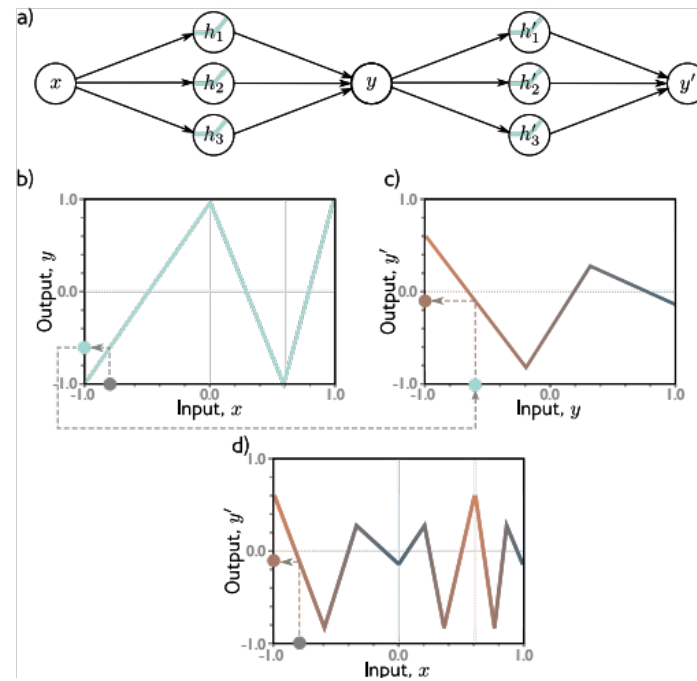 a)
h₁ h′₁
x h₂ y h′₂ y′
h₃ h′₃
b) c)
1.0 1.0
Output, y Output, y′
0.0 0.0
-1.0 -1.0
-1.0 0.0 1.0 -1.0 0.0 1.0
Input, x Input, y
d)
1.0
Output, y′
0.0
-1.0
-1.0 0.0 1.0
Input, x